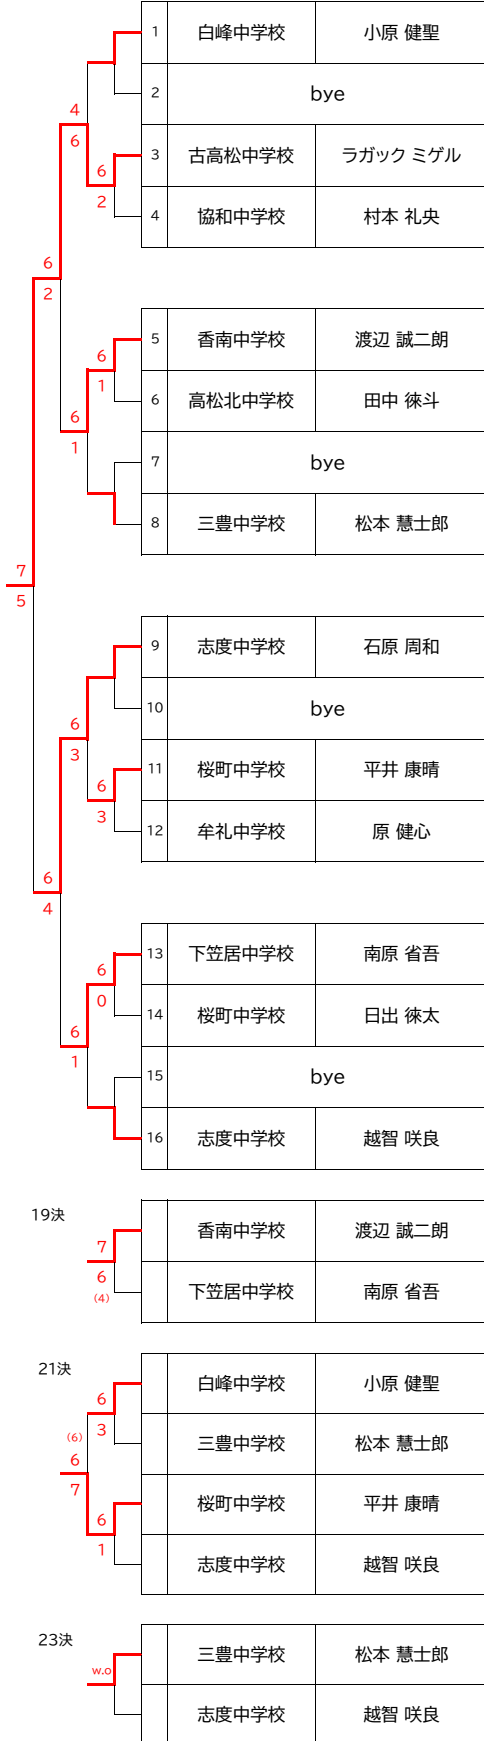 1 白峰中学校 小原 健聖
2 bye
4
6
3 古高松中学校 ラガック ミゲル
6
2
4 協和中学校 村本 礼央
6
2
5 香南中学校 渡辺 誠二朗
6
1
6 高松北中学校 田中 徠斗
6
1
7 bye
8 三豊中学校 松本 慧士郎
7
5
9 志度中学校 石原 周和
10 bye
6
3
11 桜町中学校 平井 康晴
6
3
12 牟礼中学校 原 健心
6
4
13 下笠居中学校 南原 省吾
6
0
14 桜町中学校 日出 徠太
6
1
15 bye
16 志度中学校 越智 咲良
19決
香南中学校 渡辺 誠二朗
7
6
(4)
下笠居中学校 南原 省吾
21決
白峰中学校 小原 健聖
6
3
三豊中学校 松本 慧士郎
(6)
6
7
桜町中学校 平井 康晴
6
1
志度中学校 越智 咲良
23決
三豊中学校 松本 慧士郎
w.o
志度中学校 越智 咲良